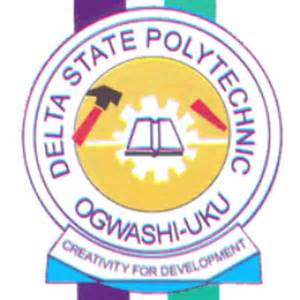 DELTA STATE POLYTECHNIC
OGWASHI-UKU
CREATIVITY FOR DEVELOPMENT